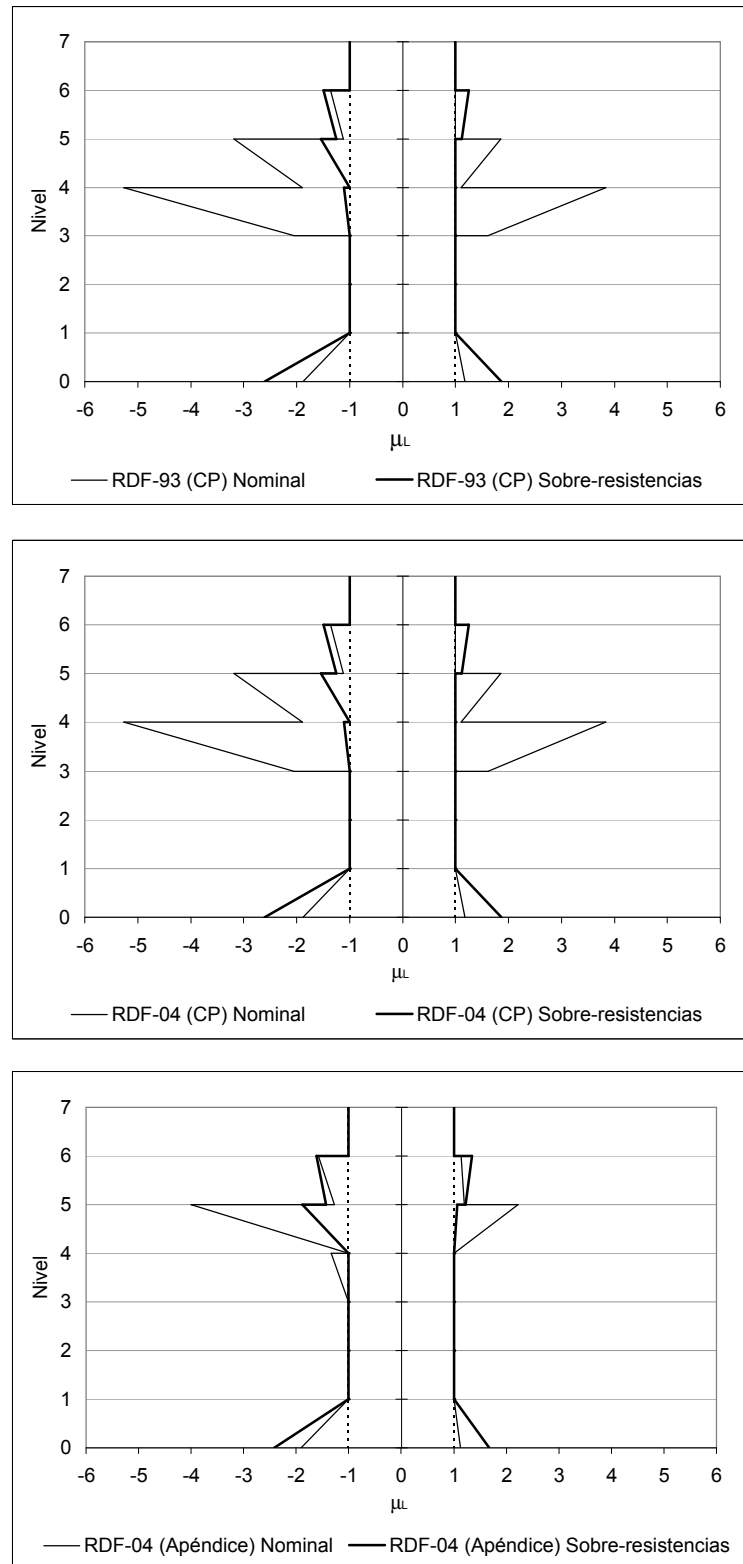 7
6
5
4
3
2
1
0
Nivel
-6 -5 -4 -3 -2 -1 0 1 2 3 4 5 6
μL
RDF-93 (CP) Nominal RDF-93 (CP) Sobre-resistencias
7
6
5
4
3
2
1
0
Nivel
-6 -5 -4 -3 -2 -1 0 1 2 3 4 5 6
μL
RDF-04 (CP) Nominal RDF-04 (CP) Sobre-resistencias
7
6
5
4
3
2
1
0
Nivel
-6 -5 -4 -3 -2 -1 0 1 2 3 4 5 6
μL
RDF-04 (Apéndice) Nominal RDF-04 (Apéndice) Sobre-resistencias